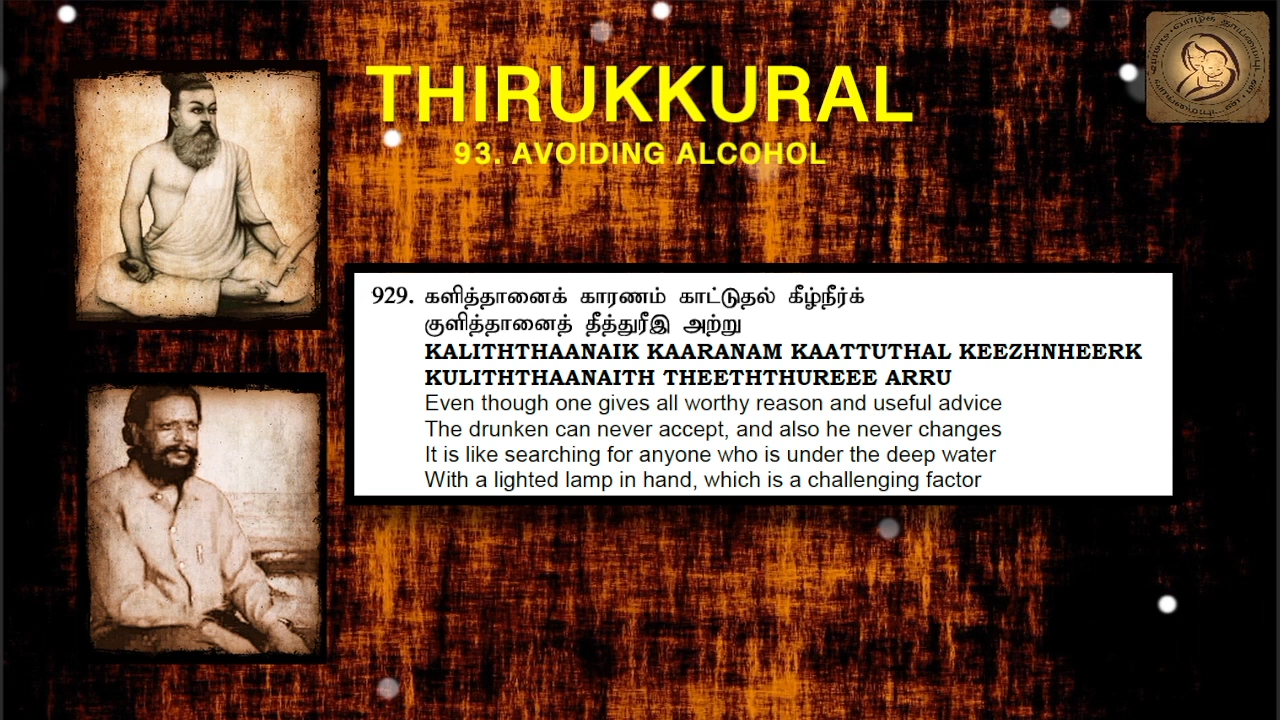 THIRUKKURAL
93. AVOIDING ALCOHOL
929. களித்தானைக் காரணம் காட்டுதல் கீழ்நீர்க்
குளித்தானைத் தீத்துரீஇ அற்று
KALITHTHAANAIK KAARANAM KAATTUTHAL KEEZHNHEERK
KULITHTHAANAITH THEETHTHUREEE ARRU
Even though one gives all worthy reason and useful advice
The drunken can never accept, and also he never changes
It is like searching for anyone who is under the deep water
With a lighted lamp in hand, which is a challenging factor